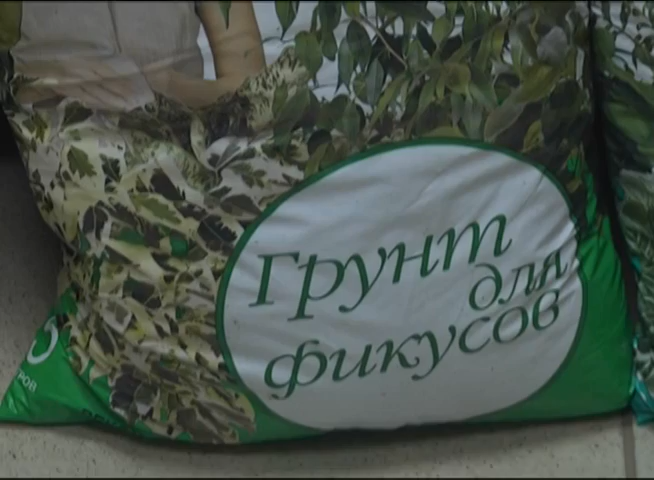 Грунт
для
фикусов